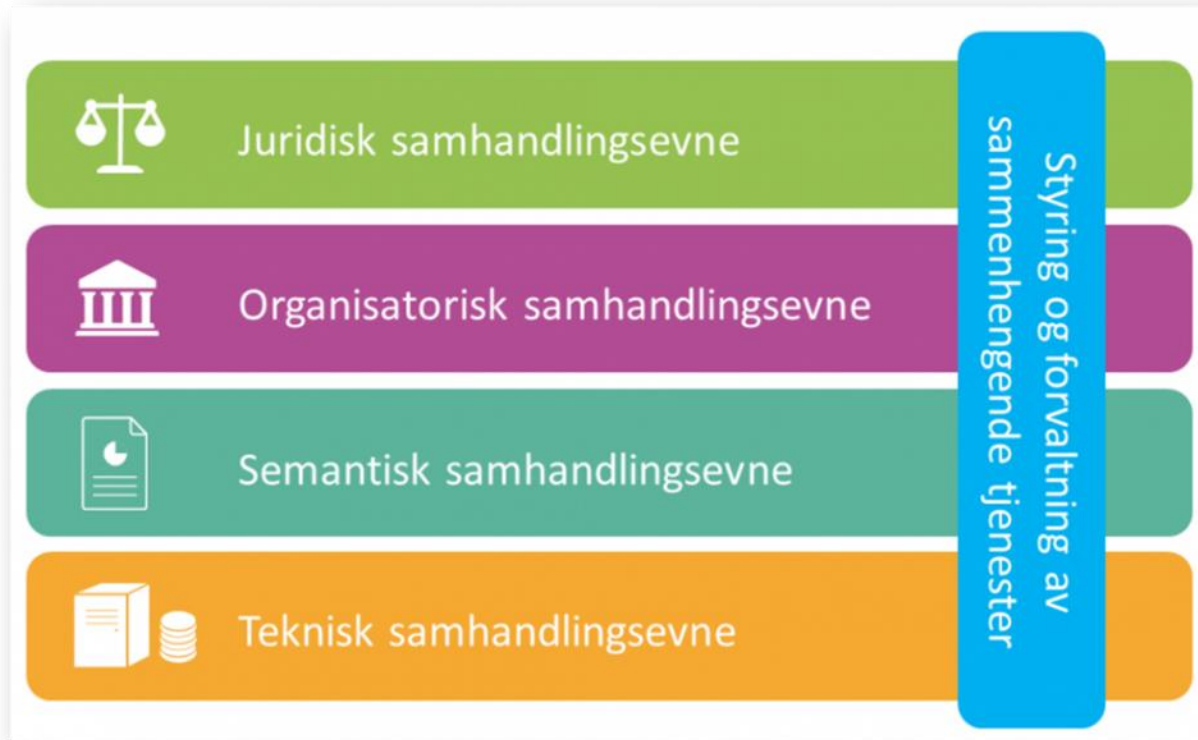 Juridisk samhandlingsevne
Organisatorisk samhandlingsevne
Semantisk samhandlingsevne
Teknisk samhandlingsevne
Styring og forvaltning av
sammenhengende tjenester